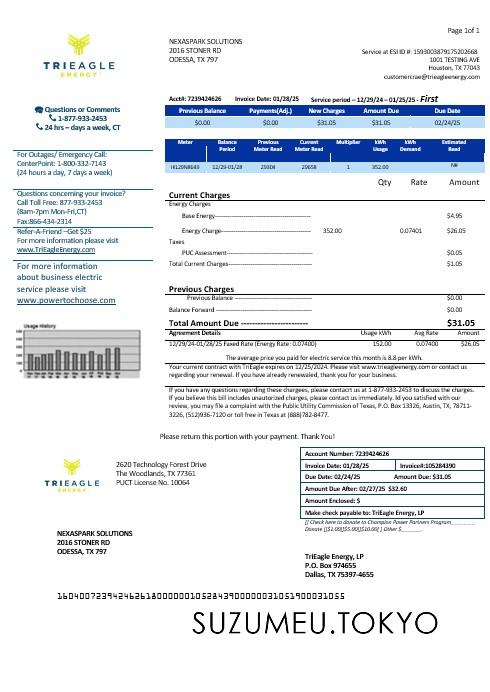 Page 1of 1
TRIEAGLE
ENERGY
NEXASPARK SOLUTIONS
2016 STONER RD
ODESSA, TX 797
Service at ESIID #: 1593003879175202668
1001 TESTING AVE
Houston, TX 77043
customercrae@trieagleenergy.com
Questions or Comments
1-877-933-2453
24 hrs – days a week, CT
Acct#: 7239424626 Invoice Date: 01/28/25 Service period – 12/29/24 – 01/25/25 - First
Previous Balance Payments(Adj.) New Charges Amount Due Due Date
$0.00 $0.00 $31.05 $31.05 02/24/25
Meter Balance Period Previous Meter Read Current Meter Read Multiplier kWh Usage kWh Demand Estimated Read
12/29-01/28 29304 29658 1 352.00
Qty Rate Amount
For Outages/ Emergency Call:
CenterPoint: 1-800-332-7143
(24 hours a day, 7 days a week)
Questions concerning your invoice?
Call Toll Free: 877-933-2453
(8am-7pm Mon-Fri,CT)
Fax:866-434-2314
Refer-A-Friend –Get $25
For more information please visit
www.TriEagleEnergy.com
For more information
about business electric
service please visit
www.powertochoose.com
Usage History
Current Charges
Energy Charges
Base Energy $4.95
Energy Charge 352.00 0.07401 $26.05
Taxes
PUC Assessment $0.05
Total Current Charges $1.05
Previous Charges
Previous Balance $0.00
Balance Forward $0.00
Total Amount Due $31.05
Agreement Details Usage kWh Avg Rate Amount
12/29/24-01/28/25 Faxed Rate (Energy Rate: 0.07400) 152.00 0.0740 $26.05
The average price you paid for electric service this month is 8.8 per kWh.
Your current contract with TriEagle expires on 12/25/2024. Please visit www.trieagleenergy.com or contact us
regarding your renewal. If you have already renewated, thank you for your business.
If you have any questions regarding these charges, please contacrt us at 1-877-933-2453 to discuss the charges.
If you believe this bill includes unautorized charges, please contact us immediately. Id you satisfied with our
review, you may file a complaint with the Public Utility Commission of Texas, P.O. Box 13326, Austin, TX, 78711-
3226, (512)936-7120 or toll free in Texas at (888)782-8477.
Please return this portion with your payment. Thank You!
TRIEAGLE
ENERGY
2620 Technology Forest Drive
The Woodlands, TX 77361
PUCT License No. 10064
Account Number: 7239424626
Invoice Date: 01/28/25 Invoice#:105284390
Due Date: 02/24/25 Amount Due: $31.05
Amount Due After: 02/27/25 $32.60
Amount Enclosed: $
Make check payable to: TriEagle Energy, LP
[[ Check here to donate to Champion Power Partners Program
Donate [[$1.00][$5.00][$10.00[ ] Other $
NEXASPARK SOLUTIONS
2016 STONER RD
ODESSA, TX 797
TriEagle Energy, LP
P.O. Box 974655
Dallas, TX 75397-4655
SUZUMEU.TOKYO